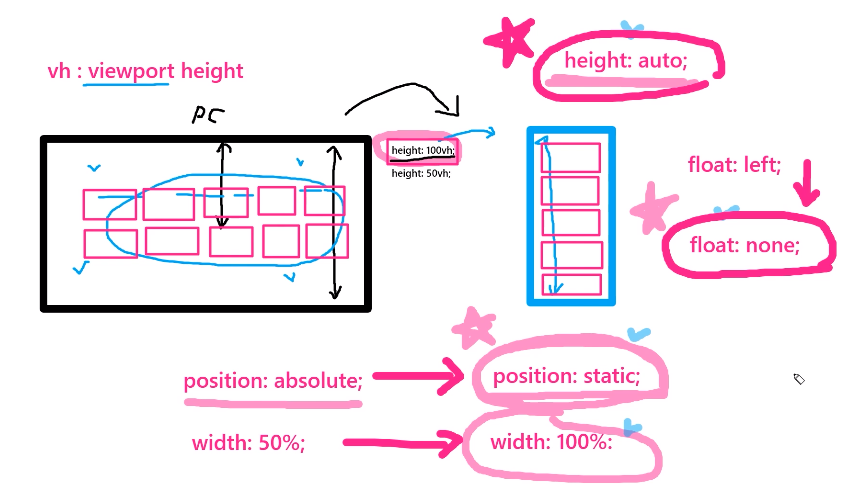 height: auto;
vh : viewport height
PC
height: 100vh;
height: 50vh;
float: left;
float: none;
position: absolute;
position: static;
width: 50%;
width: 100%: